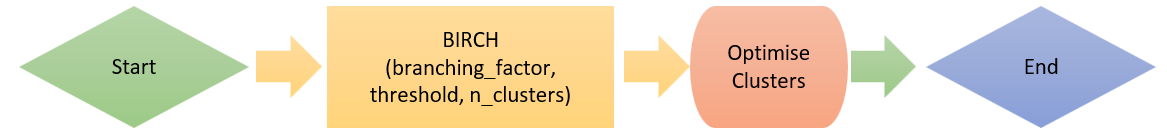 Start
BIRCH
(branching_factor,
threshold, n_clusters)
Optimise
Clusters
End